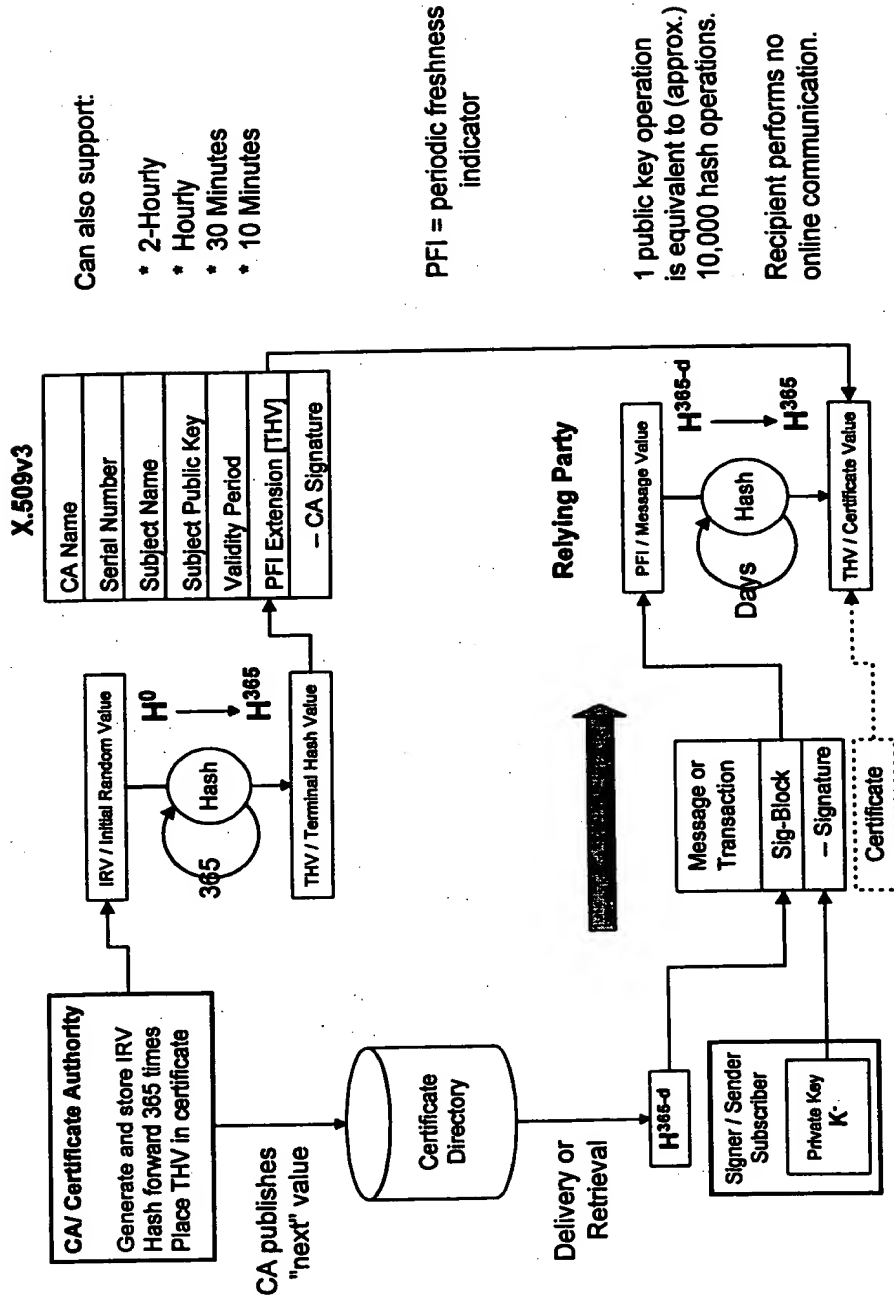 CA/ Certificate Authority
Generate and store IRV
Hash forward 365 times
Place THV in certificate
IRV / Initial Random Value
365
Hash
H⁰
H³⁶⁵
THV / Terminal Hash Value
X.509v3
CA Name
Serial Number
Subject Name
Subject Public Key
Validity Period
PFI Extension [THV]
– CA Signature
Can also support:
* 2-Hourly
* Hourly
* 30 Minutes
* 10 Minutes
CA publishes
"next" value
Certificate
Directory
PFI = periodic freshness
indicator
Delivery or
Retrieval
H³⁶⁵⁻ᵈ
Signer / Sender
Subscriber
Private Key
K-
Message or
Transaction
Sig-Block
– Signature
Certificate
Relying Party
PFI / Message Value
Days
Hash
H³⁶⁵⁻ᵈ
H³⁶⁵
THV / Certificate Value
1 public key operation
is equivalent to (approx.)
10,000 hash operations.
Recipient performs no
online communication.